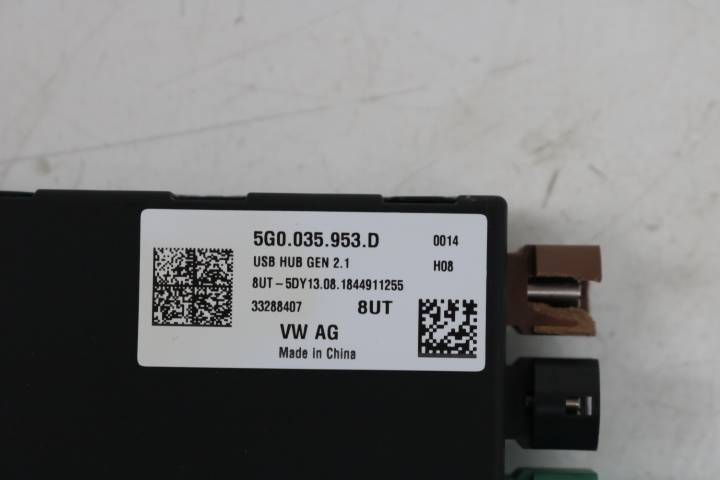 5G0.035.953.D 0014
USB HUB GEN 2.1 H08
8UT-5DY13.08.1844911255
33288407 8UT
VW AG
Made in China